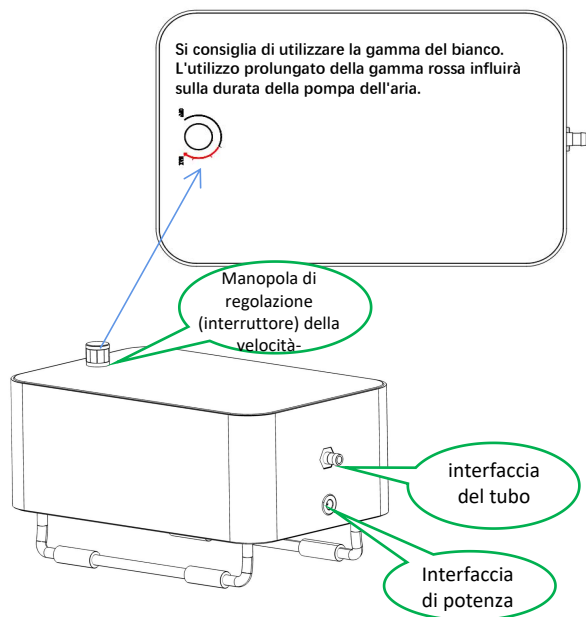 Si consiglia di utilizzare la gamma del bianco.
L'utilizzo prolungato della gamma rossa influirà
sulla durata della pompa dell'aria.
Manopola di
regolazione
(interruttore) della
velocità-
interfaccia
del tubo
Interfaccia
di potenza